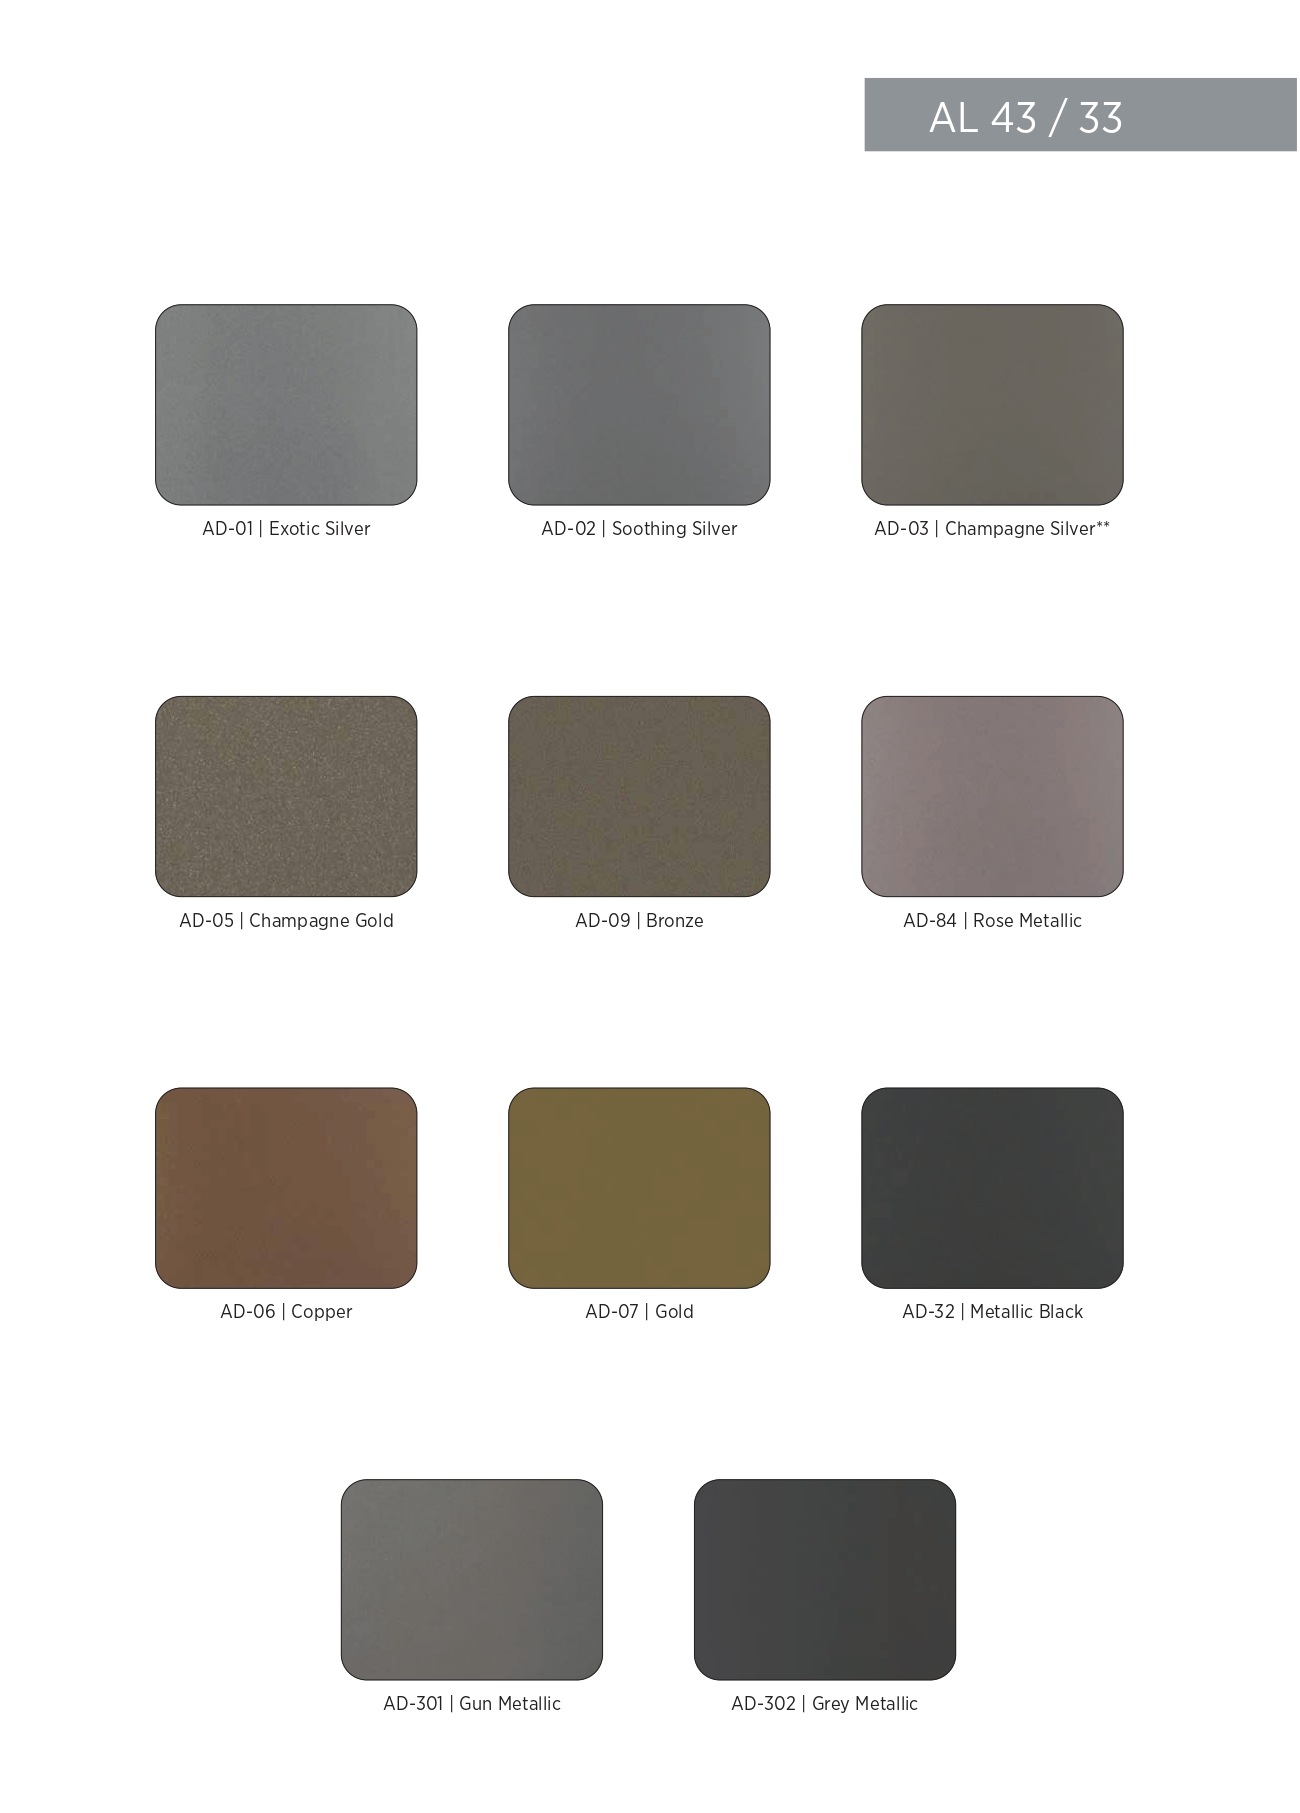 AL 43 / 33
AD-01 | Exotic Silver
AD-02 | Soothing Silver
AD-03 | Champagne Silver**
AD-05 | Champagne Gold
AD-09 | Bronze
AD-84 | Rose Metallic
AD-06 | Copper
AD-07 | Gold
AD-32 | Metallic Black
AD-301 | Gun Metallic
AD-302 | Grey Metallic